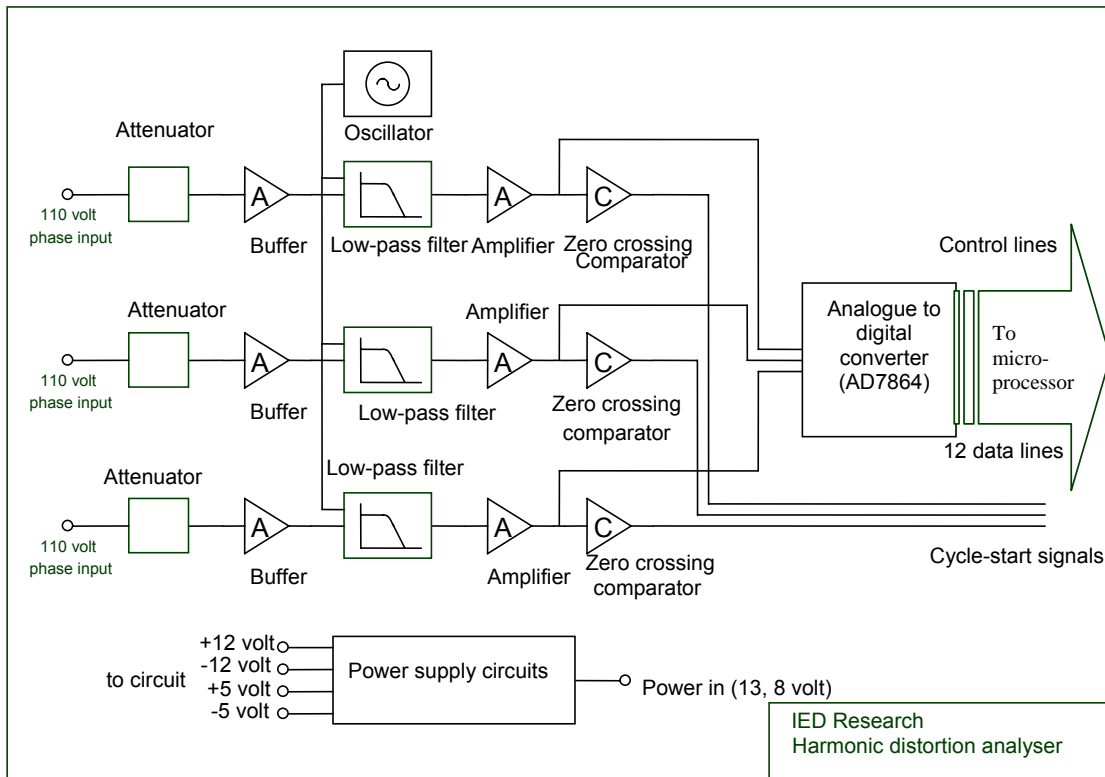 Attenuator
Oscillator
A
A
C
110 volt
phase input
Buffer
Low-pass filter
Amplifier
Zero crossing
Comparator
Control lines
Attenuator
Amplifier
A
A
C
110 volt
phase input
Buffer
Low-pass filter
Zero crossing
comparator
Analogue to
digital
converter
(AD7864)
To
micro-
processor
12 data lines
Attenuator
Low-pass filter
A
A
C
110 volt
phase input
Buffer
Amplifier
Zero crossing
comparator
Cycle-start signals
to circuit
+12 volt
-12 volt
+5 volt
-5 volt
Power supply circuits
Power in (13, 8 volt)
IED Research
Harmonic distortion analyser